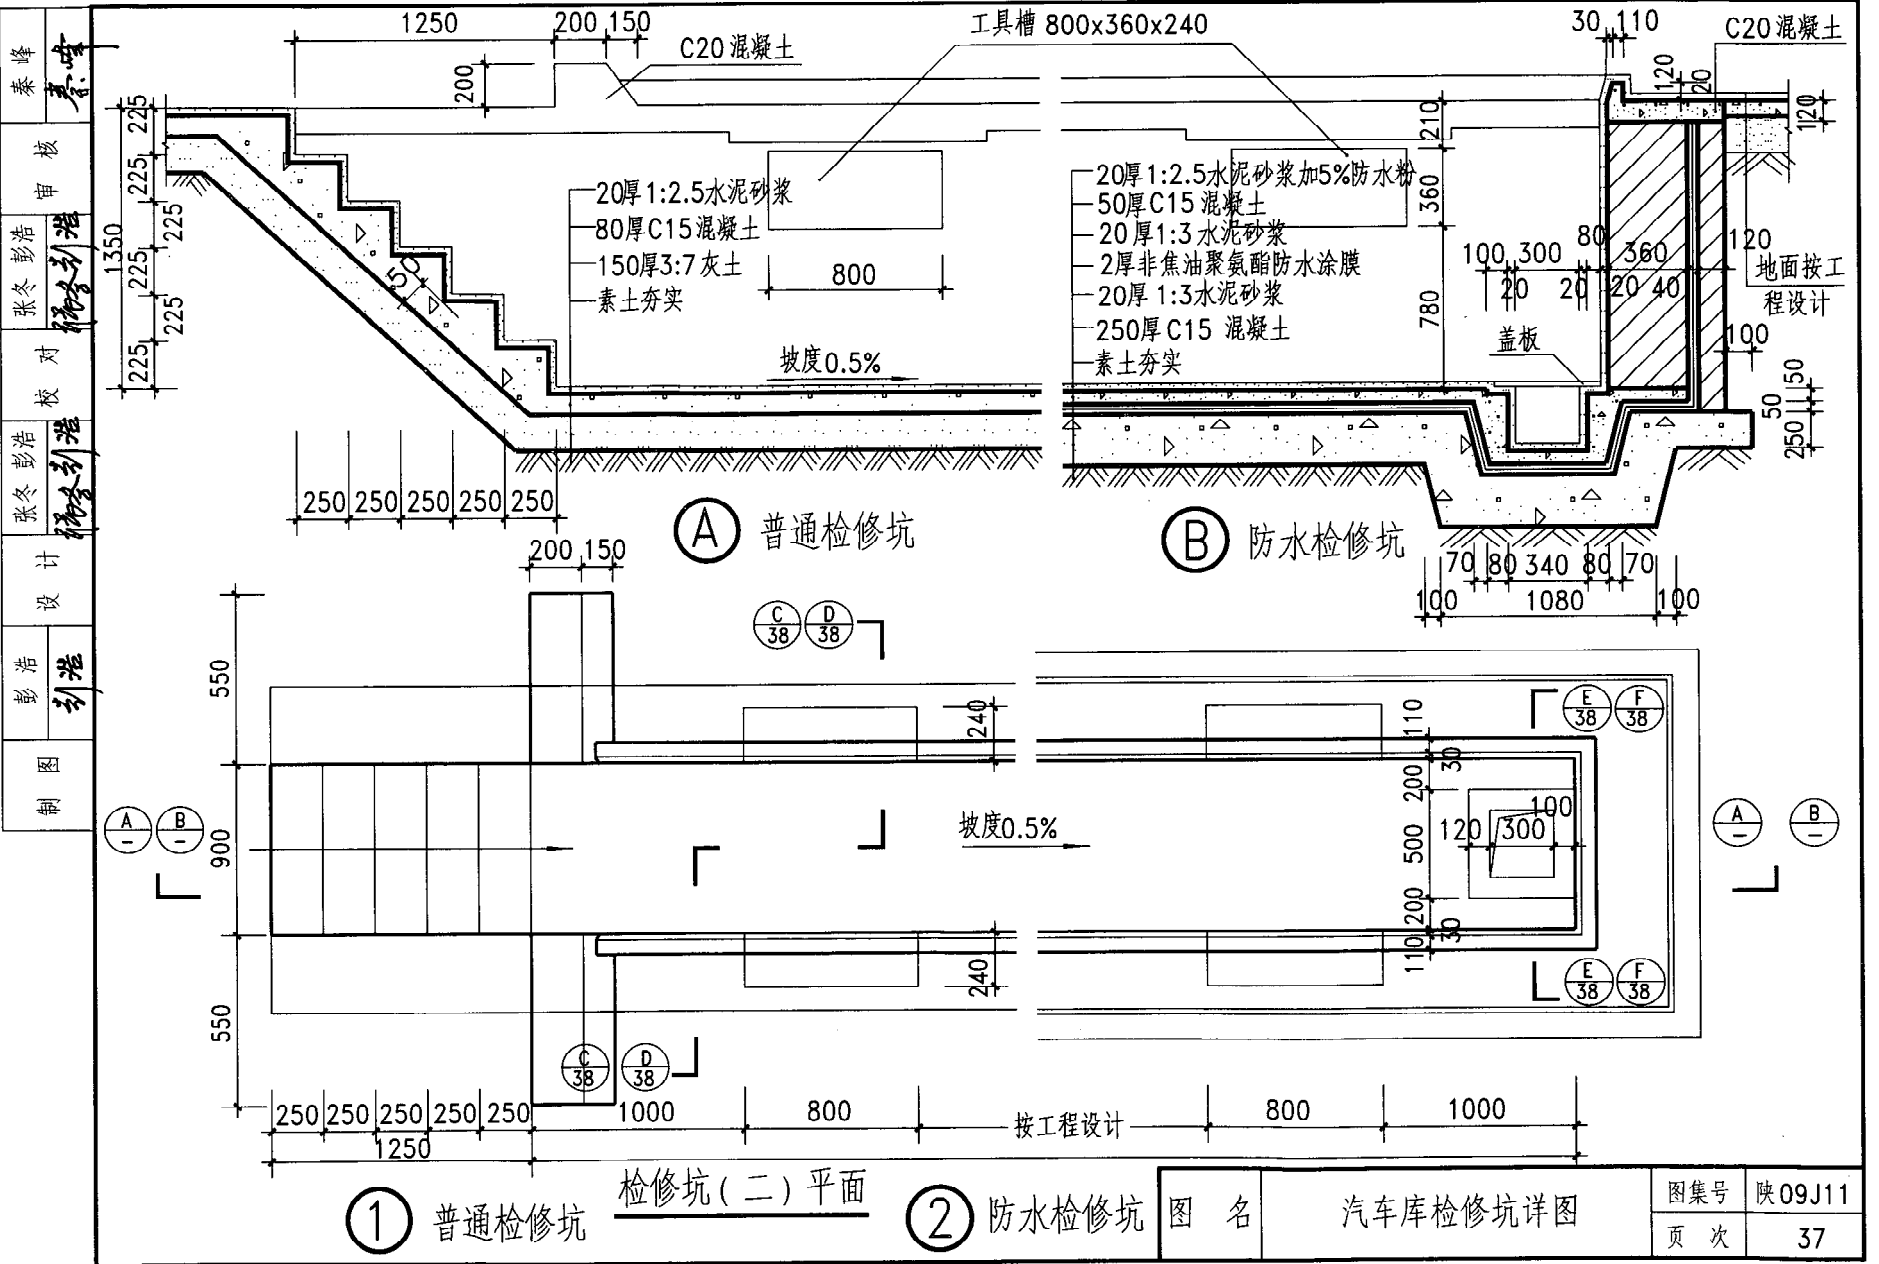 1250
200 150
工具槽 800x360x240
30 110
C20 混凝土
C20 混凝土
200
120
20
120
225
225
225
225
225
225
1350
210
360
780
20厚1:2.5水泥砂浆
80厚C15混凝土
150厚3:7灰土
素土夯实
50
800
坡度0.5%
20厚1:2.5水泥砂浆加5%防水粉
50厚C15 混凝土
20厚1:3水泥砂浆
2厚非焦油聚氨酯防水涂膜
20厚1:3水泥砂浆
250厚C15 混凝土
素土夯实
100 300 80 360 120
20 20 20 40
地面按工
程设计
盖板
100
50
50
250
250 250 250 250 250
A 普通检修坑
B 防水检修坑
70 80 340 80 70
100 1080 100
200 150
C
38
D
38
550
900
550
240
240
110
30
200
500
200
30
110
E
38
F
38
A
–
B
–
坡度0.5%
100
120 300
A
–
B
–
E
38
F
38
C
38
D
38
250 250 250 250 250 1000 800 按工程设计 800 1000
1250
检修坑(二)平面
1 普通检修坑
2 防水检修坑
图 名
汽车库检修坑详图
图集号 陕09J11
页 次 37
秦峰
审 核
张冬 彭浩
校 对
张冬 彭浩
设 计
彭浩
制 图